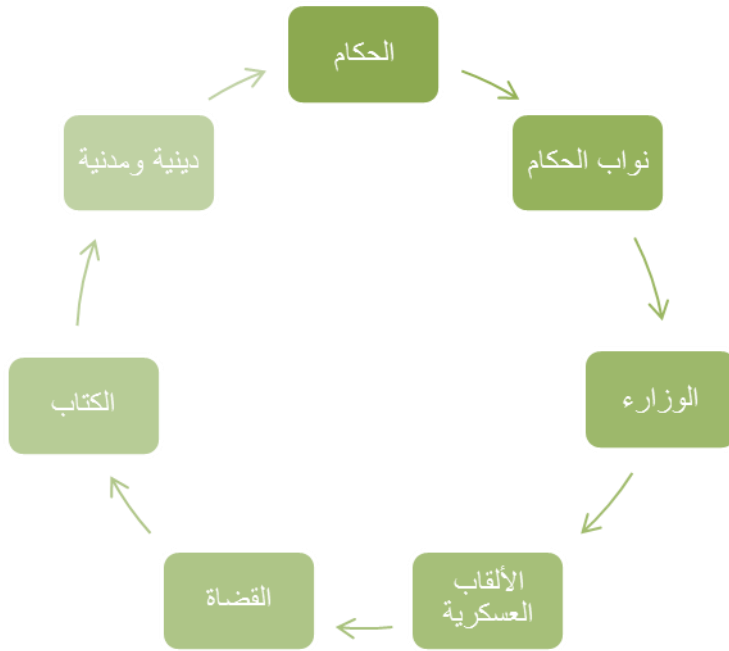 الحكام
نواب الحكام
الوزارء
الألقاب
العسكرية
القضاة
الكتاب
دينية ومدنية